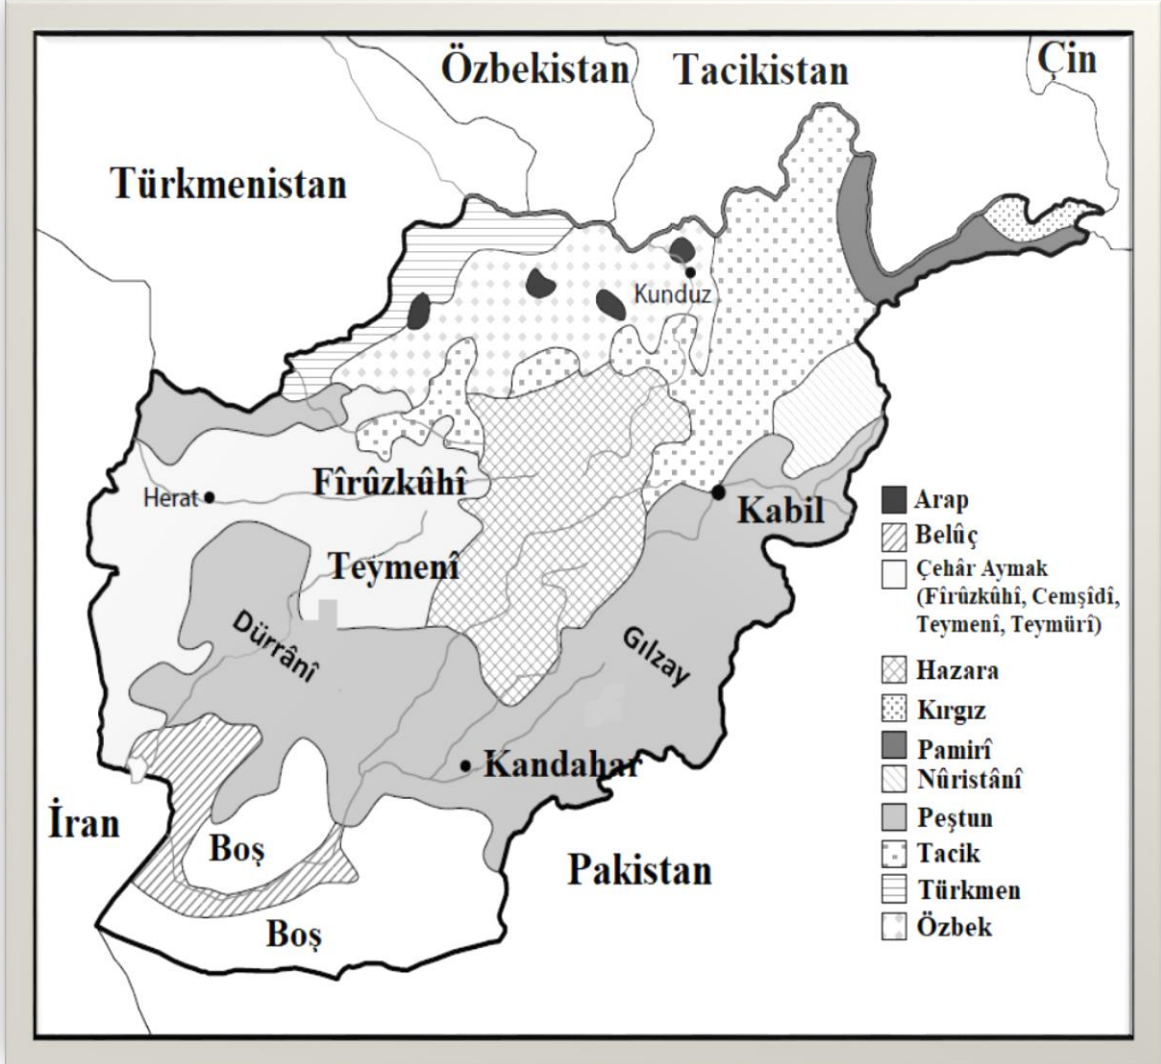 Özbekistan
Tacikistan
Çin
Türkmenistan
Kunduz
Herat
Fîrûzkûhî
Kabil
Teymenî
Dürrânî
Gılzay
Kandahar
İran
Boş
Pakistan
Boş
Arap
Belûç
Çehâr Aymak
(Fîrûzkûhî, Cemşîdî,
Teymenî, Teymürî)
Hazara
Kırgız
Pamirî
Nûristânî
Peştun
Tacik
Türkmen
Özbek